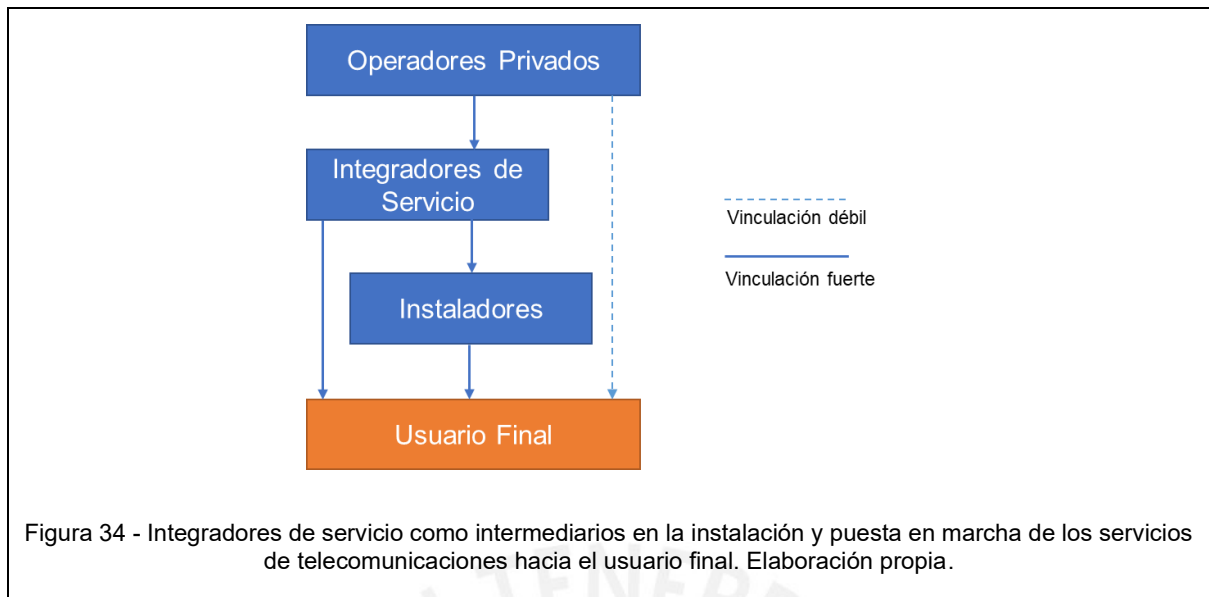 Operadores Privados
Integradores de
Servicio
Instaladores
Usuario Final
Vinculación débil
Vinculación fuerte
Figura 34 - Integradores de servicio como intermediarios en la instalación y puesta en marcha de los servicios
de telecomunicaciones hacia el usuario final. Elaboración propia.
TENEBR